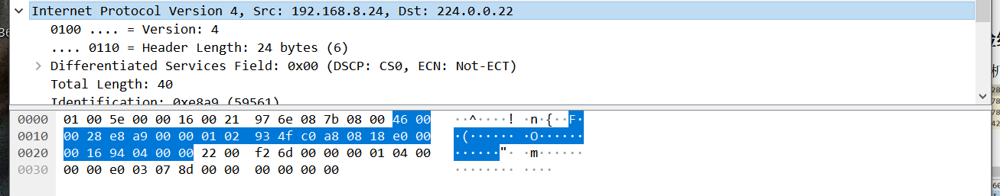 Internet Protocol Version 4, Src: 192.168.8.24, Dst: 224.0.0.22
0100 .... = Version: 4
.... 0110 = Header Length: 24 bytes (6)
Differentiated Services Field: 0x00 (DSCP: CS0, ECN: Not-ECT)
Total Length: 40
Identification: 0xe8a9 (59561)
0000 01 00 5e 00 00 16 00 21 97 6e 08 7b 08 00 46 00 ··^····! ·n·{··F·
0010 00 28 e8 a9 00 00 01 02 93 4f c0 a8 08 18 e0 00 ·(······ ·O······
0020 00 16 94 04 00 00 22 00 f2 6d 00 00 00 01 04 00 ······"· ·m······
0030 00 00 e0 03 07 8d 00 00 00 00 00 00 ········ ····